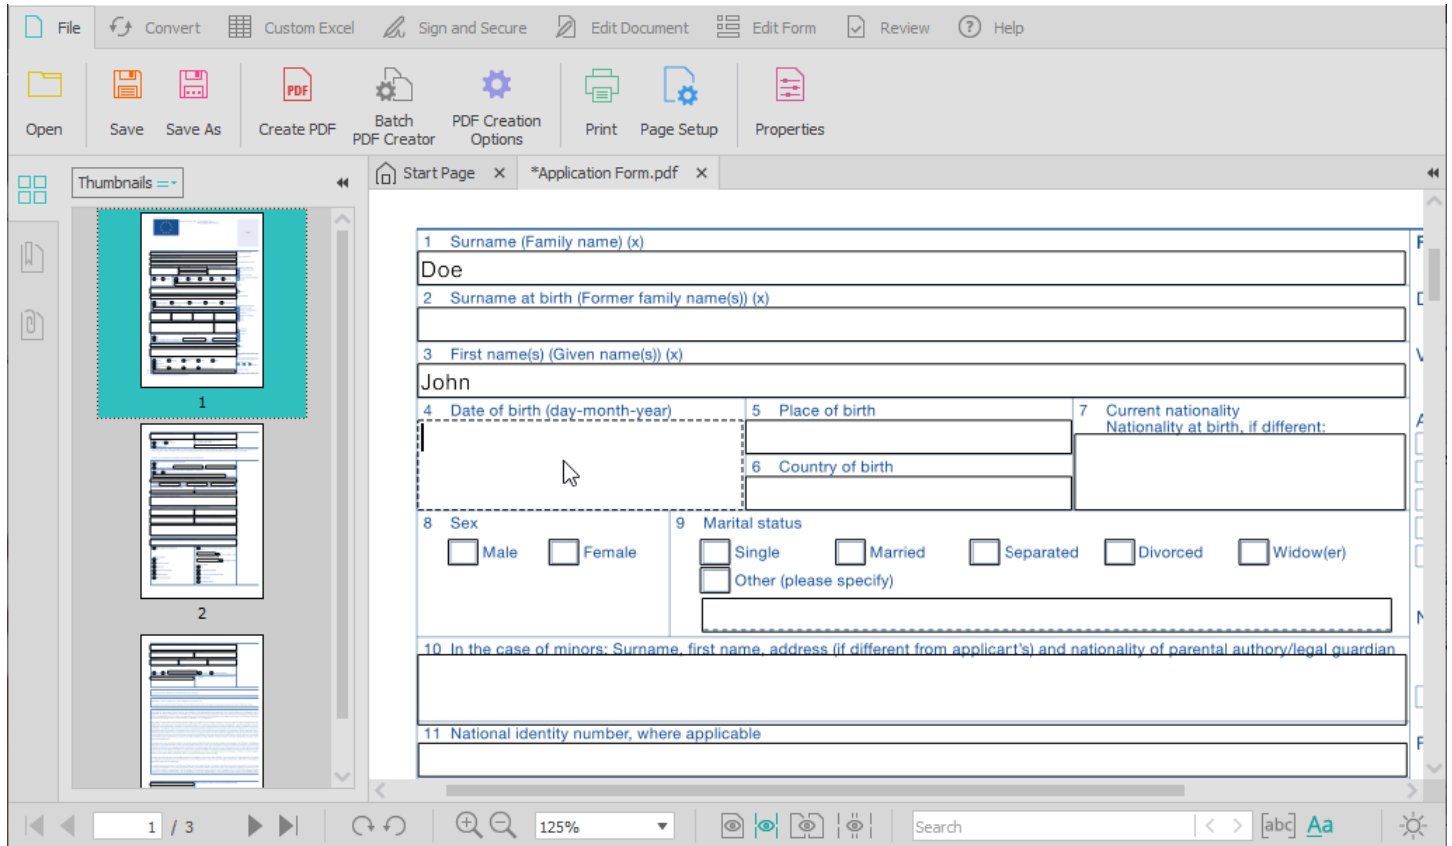 File Convert Custom Excel Sign and Secure Edit Document Edit Form Review Help
PDF
Open Save Save As Create PDF Batch PDF Creator PDF Creation Options Print Page Setup Properties
Thumbnails
Start Page *Application Form.pdf
1 Surname (Family name) (x)
Doe
2 Surname at birth (Former family name(s)) (x)
3 First name(s) (Given name(s)) (x)
John
4 Date of birth (day-month-year)
5 Place of birth
6 Country of birth
7 Current nationality
Nationality at birth, if different:
8 Sex
Male Female
9 Marital status
Single Married Separated Divorced Widow(er)
Other (please specify)
10 In the case of minors: Surname, first name, address (if different from applicart's) and nationality of parental authory/legal guardian
11 National identity number, where applicable
1
2
1 / 3
125%
Search
[abc] Aa